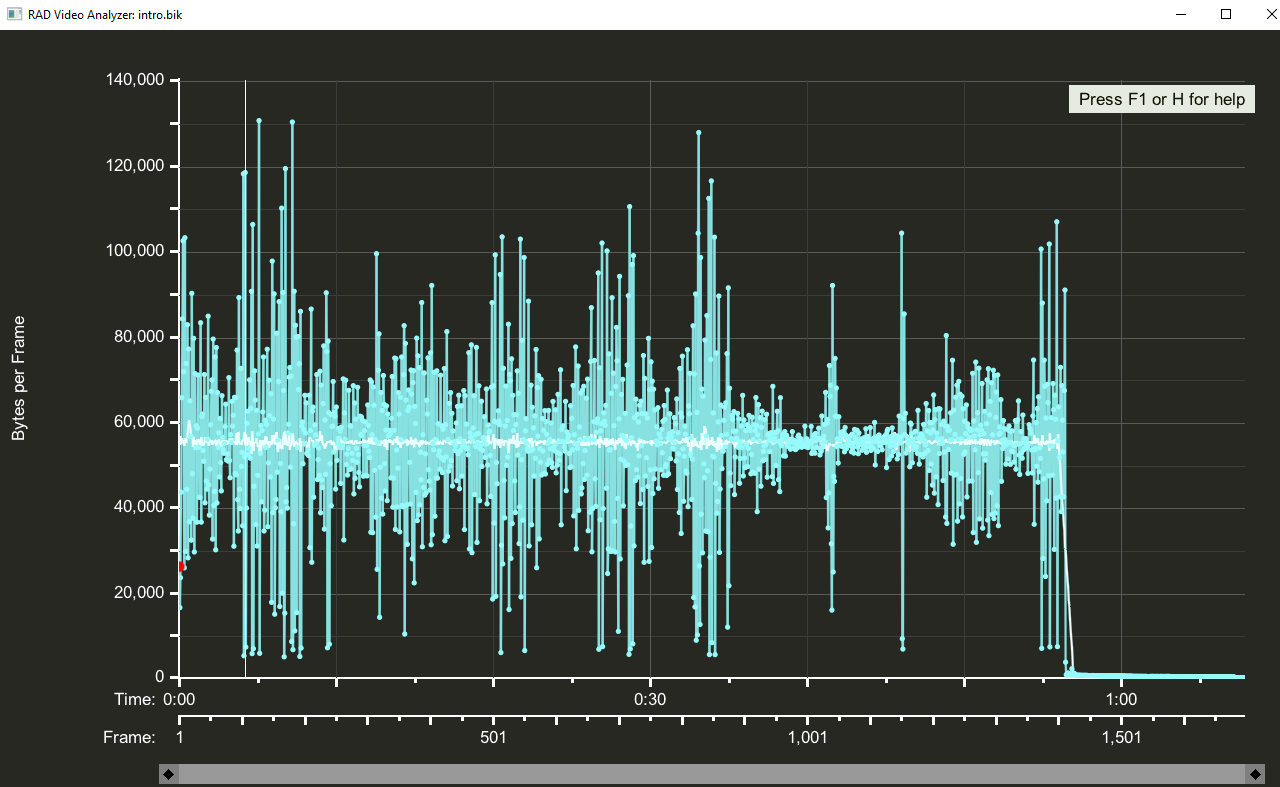 RAD Video Analyzer: intro.bik
Press F1 or H for help
Bytes per Frame
140,000
120,000
100,000
80,000
60,000
40,000
20,000
0
Time: 0:00 0:30 1:00
Frame: 1 501 1,001 1,501